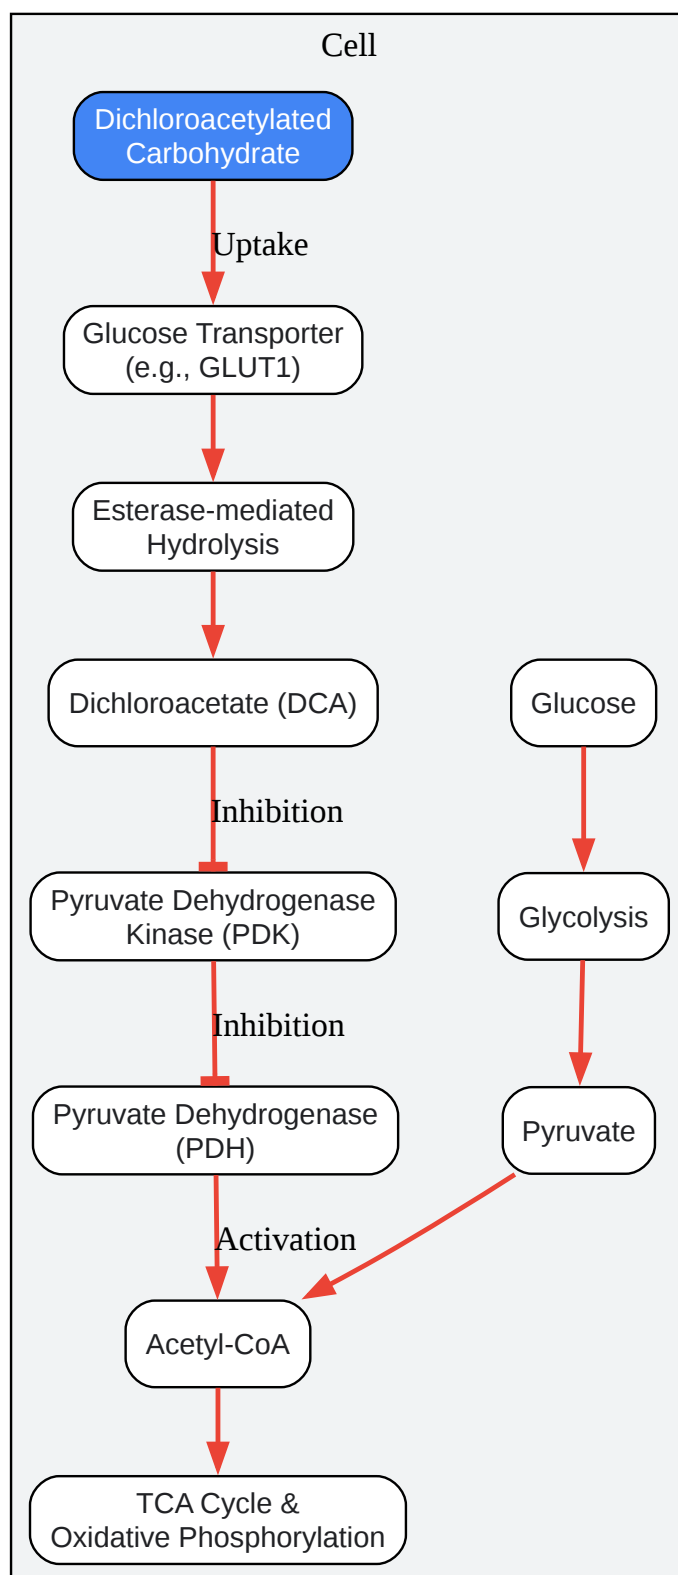 Cell
Dichloroacetylated
Carbohydrate
Uptake
Glucose Transporter
(e.g., GLUT1)
Esterase-mediated
Hydrolysis
Dichloroacetate (DCA)
Glucose
Inhibition
Pyruvate Dehydrogenase
Kinase (PDK)
Glycolysis
Inhibition
Pyruvate Dehydrogenase
(PDH)
Pyruvate
Activation
Acetyl-CoA
TCA Cycle &
Oxidative Phosphorylation